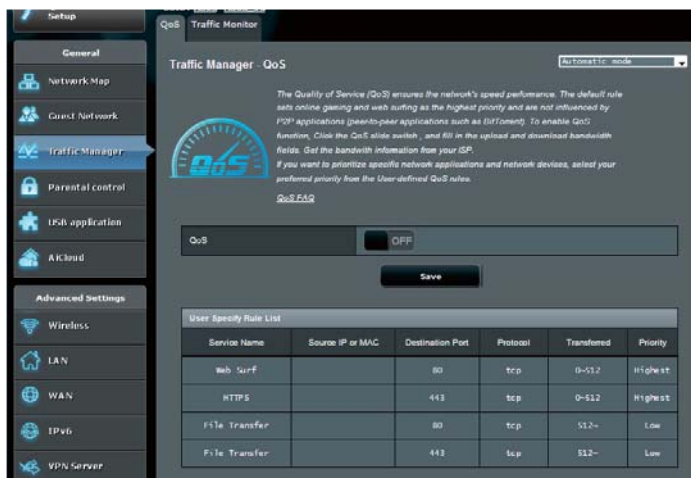 Setup
General
Network Map
Guest Network
Traffic Manager
Parental control
USB application
AiCloud
Advanced Settings
Wireless
LAN
WAN
IPv6
VPN Server
QoS Traffic Monitor
Traffic Manager - QoS
Automatic mode
The Quality of Service (QoS) ensures the network's speed performance. The default rule
sets online gaming and web surfing as the highest priority and are not influenced by
P2P applications (peer-to-peer applications such as BitTorrent). To enable QoS
function, Click the QoS slide switch , and fill in the upload and download bandwidth
fields. Get the bandwith information from your ISP.
If you want to prioritize specific network applications and network devices, select your
preferred priority from the User-defined QoS rules.
QoS FAQ
QoS
QoS OFF
Save
User Specify Rule List
Service Name Source IP or MAC Destination Port Protocol Transferred Priority
Web Surf 80 tcp 0~512 Highest
HTTPS 443 tcp 0~512 Highest
File Transfer 80 tcp 512~ Low
File Transfer 443 tcp 512~ Low